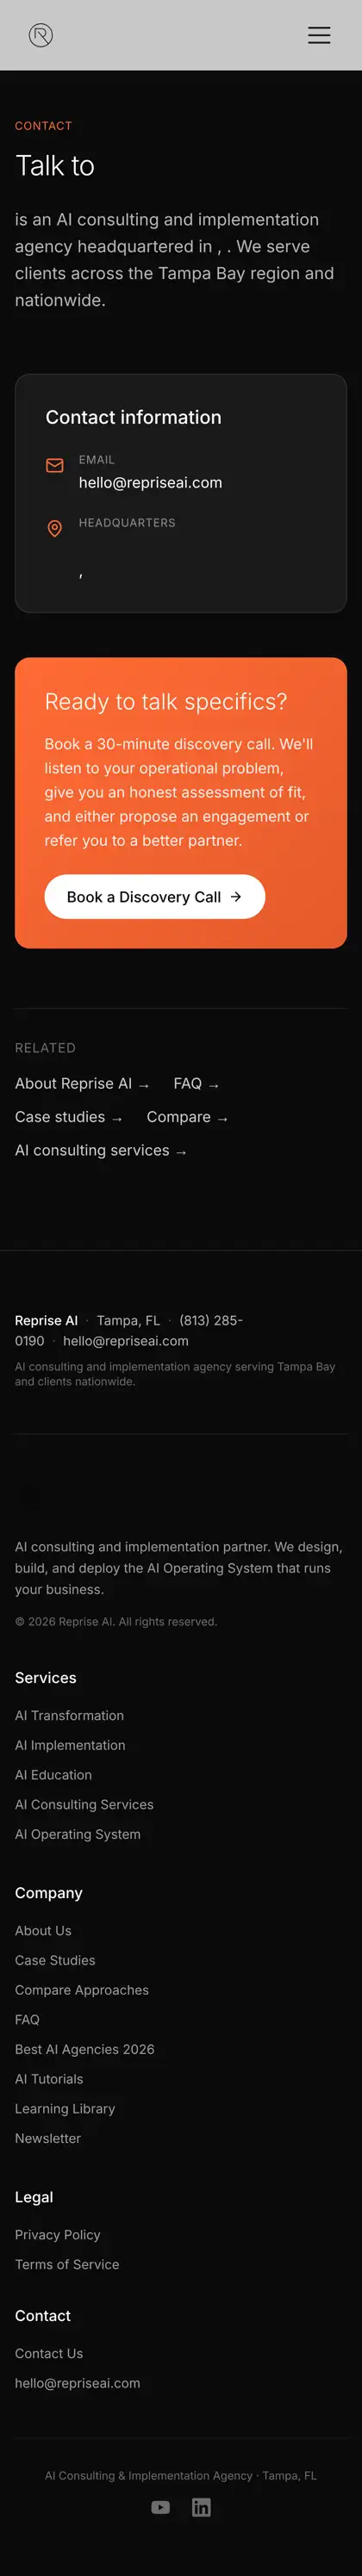 CONTACT
Talk to
is an AI consulting and implementation
agency headquartered in , . We serve
clients across the Tampa Bay region and
nationwide.
Contact information
EMAIL
hello@repriseai.com
HEADQUARTERS
,
Ready to talk specifics?
Book a 30-minute discovery call. We'll
listen to your operational problem,
give you an honest assessment of fit,
and either propose an engagement or
refer you to a better partner.
Book a Discovery Call →
RELATED
About Reprise AI → FAQ →
Case studies → Compare →
AI consulting services →
Reprise AI · Tampa, FL · (813) 285-
0190 · hello@repriseai.com
AI consulting and implementation agency serving Tampa Bay
and clients nationwide.
AI consulting and implementation partner. We design,
build, and deploy the AI Operating System that runs
your business.
© 2026 Reprise AI. All rights reserved.
Services
AI Transformation
AI Implementation
AI Education
AI Consulting Services
AI Operating System
Company
About Us
Case Studies
Compare Approaches
FAQ
Best AI Agencies 2026
AI Tutorials
Learning Library
Newsletter
Legal
Privacy Policy
Terms of Service
Contact
Contact Us
hello@repriseai.com
AI Consulting & Implementation Agency · Tampa, FL